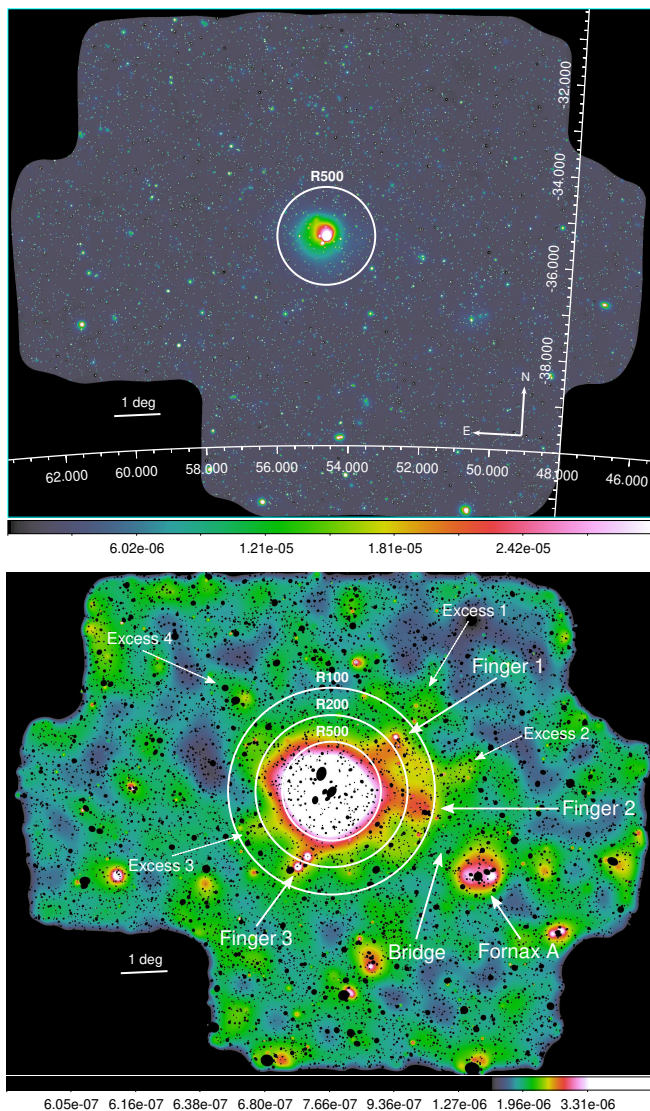 -32.000
-34.000
R500
-36.000
-38.000
1 deg
N
E
62.000 60.000 58.000 56.000 54.000 52.000 50.000 48.000 46.000
6.02e-06 1.21e-05 1.81e-05 2.42e-05
Excess 1
Excess 4
Finger 1
R100
R200
Excess 2
R500
Finger 2
Excess 3
Finger 3
Bridge
Fornax A
1 deg
6.05e-07 6.16e-07 6.38e-07 6.80e-07 7.66e-07 9.36e-07 1.27e-06 1.96e-06 3.31e-06